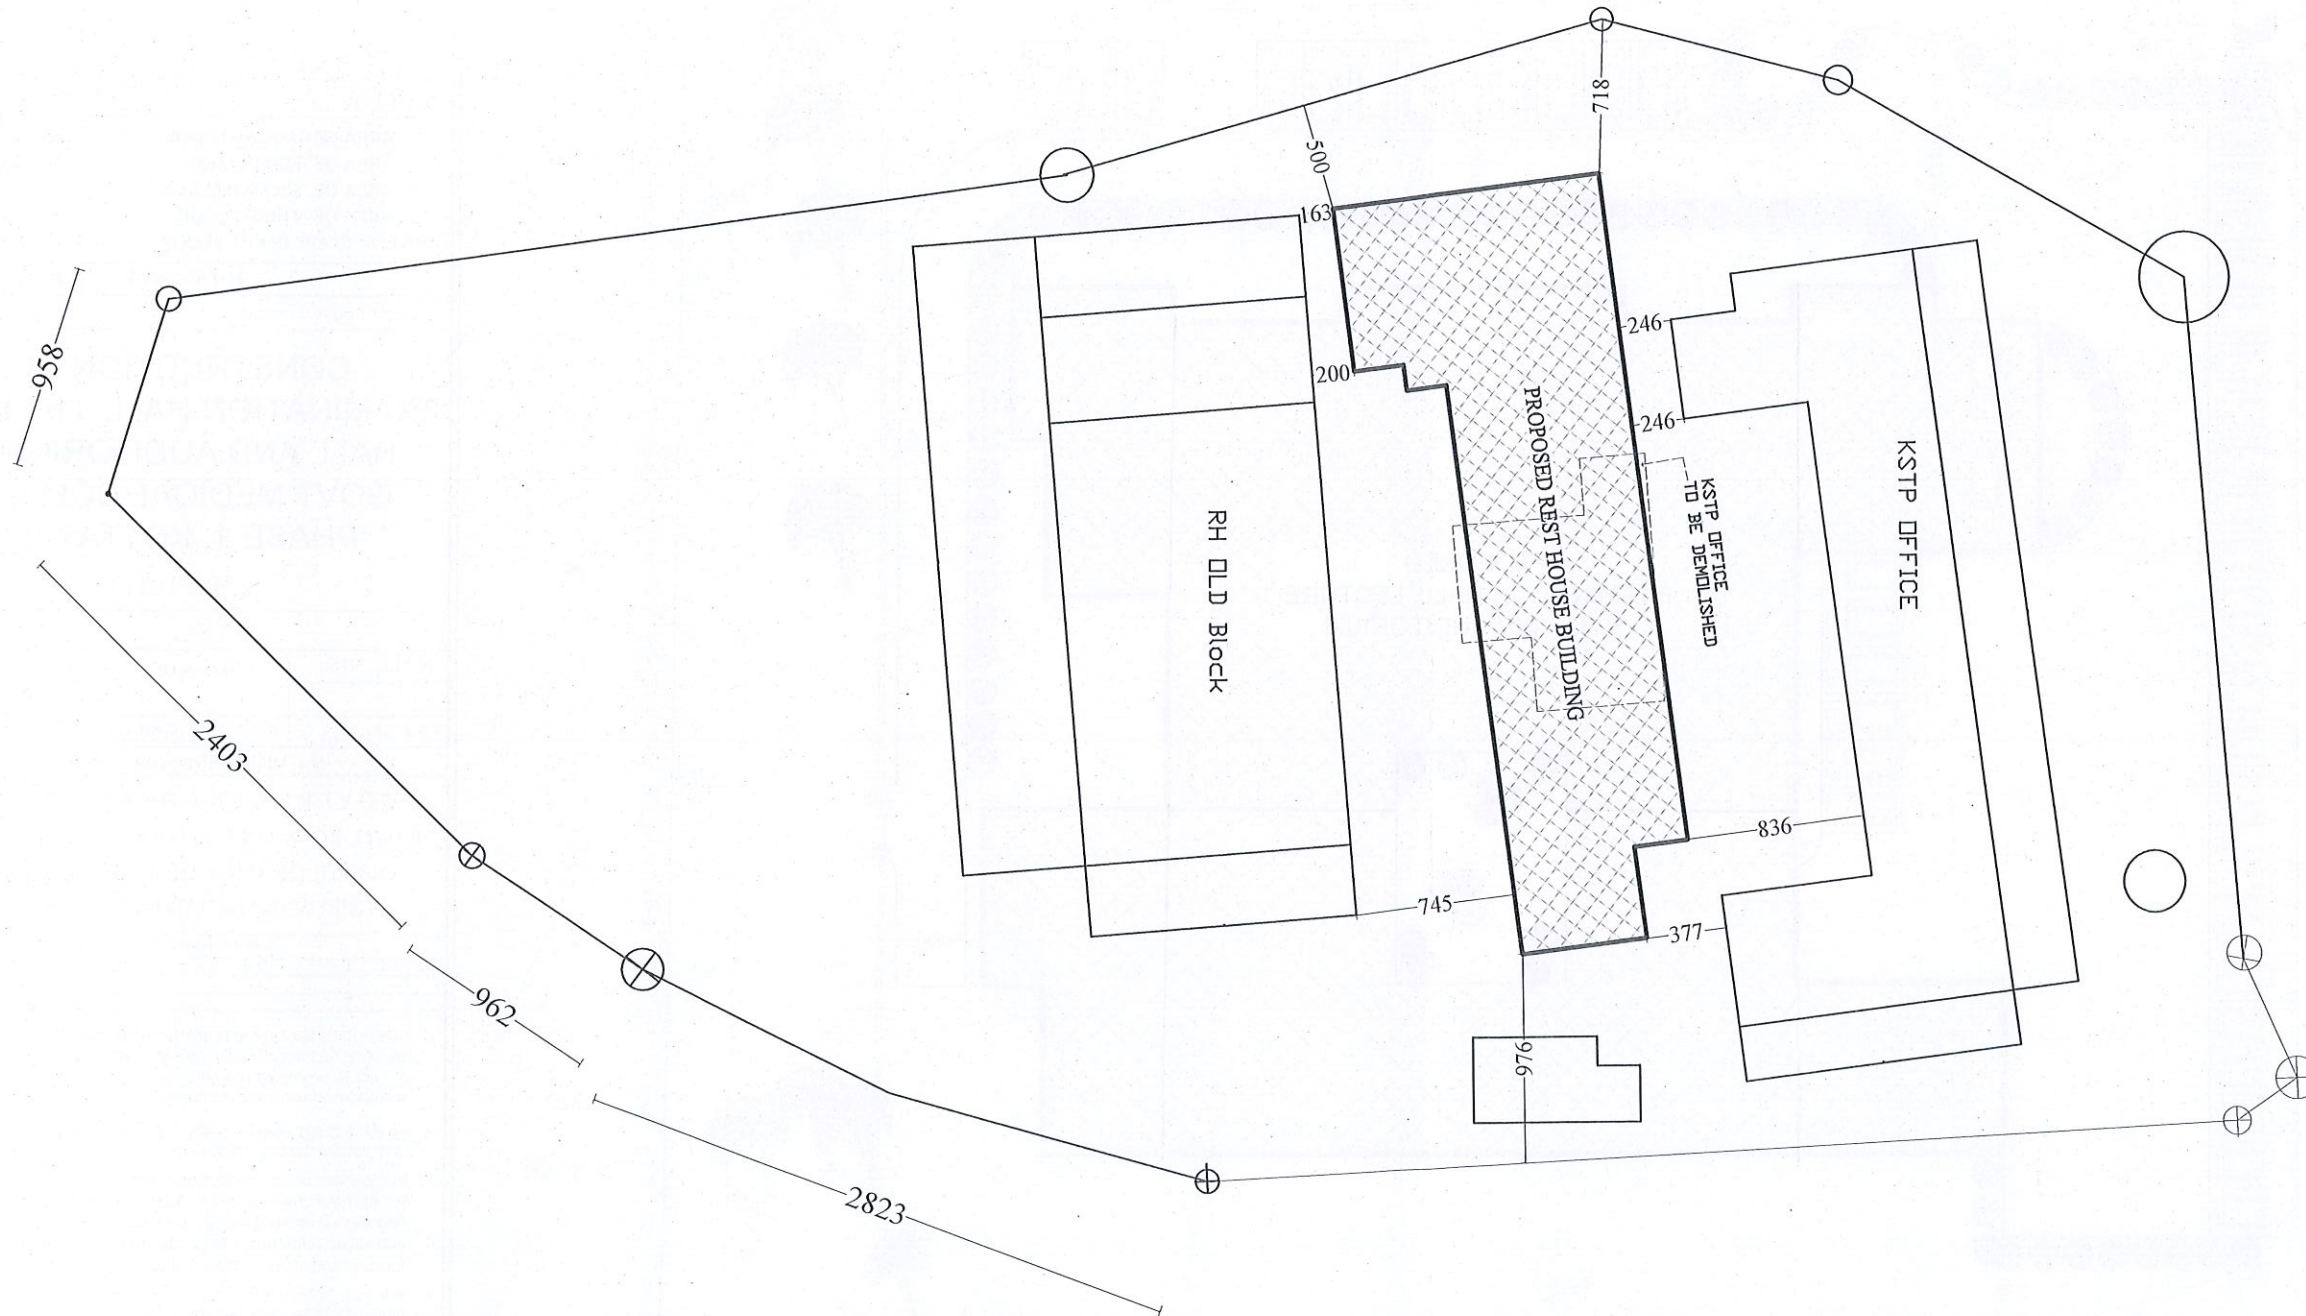 718
500
163
246
958
200
246
PROPOSED REST HOUSE BUILDING
KSTP OFFICE
KSTP OFFICE
TO BE DEMOLISHED
RH OLD Block
2403
836
745
377
962
976
2823